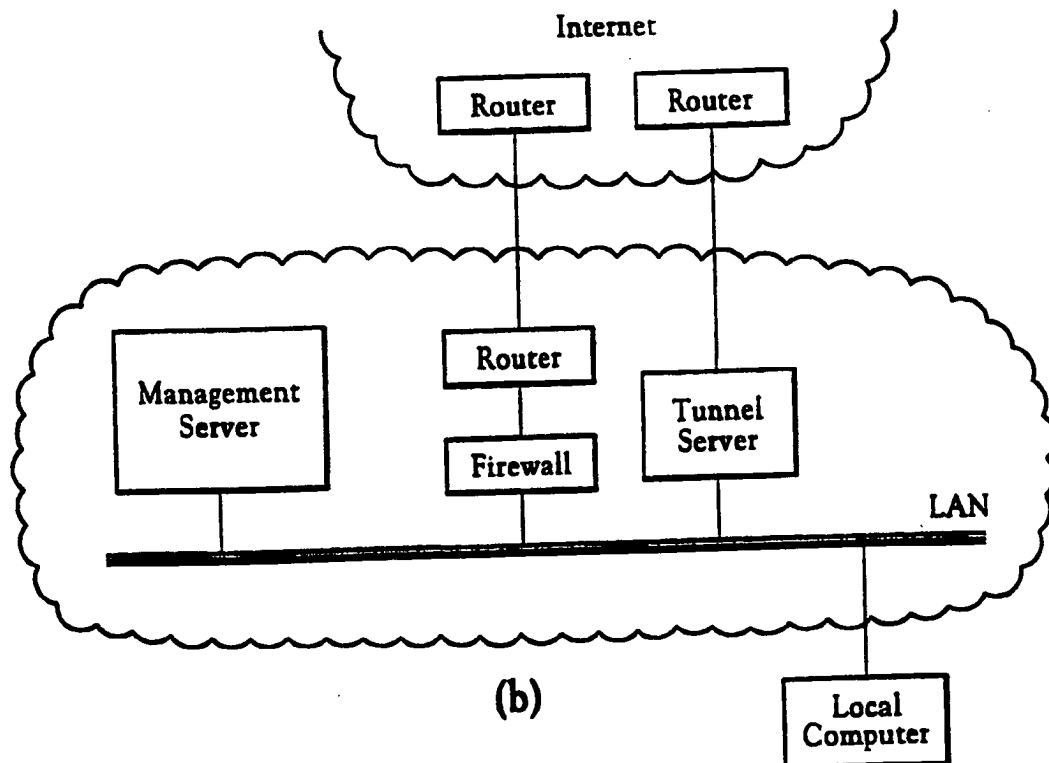 Internet
Router
Router
Router
Management
Server
Tunnel
Server
Firewall
LAN
(b)
Local
Computer